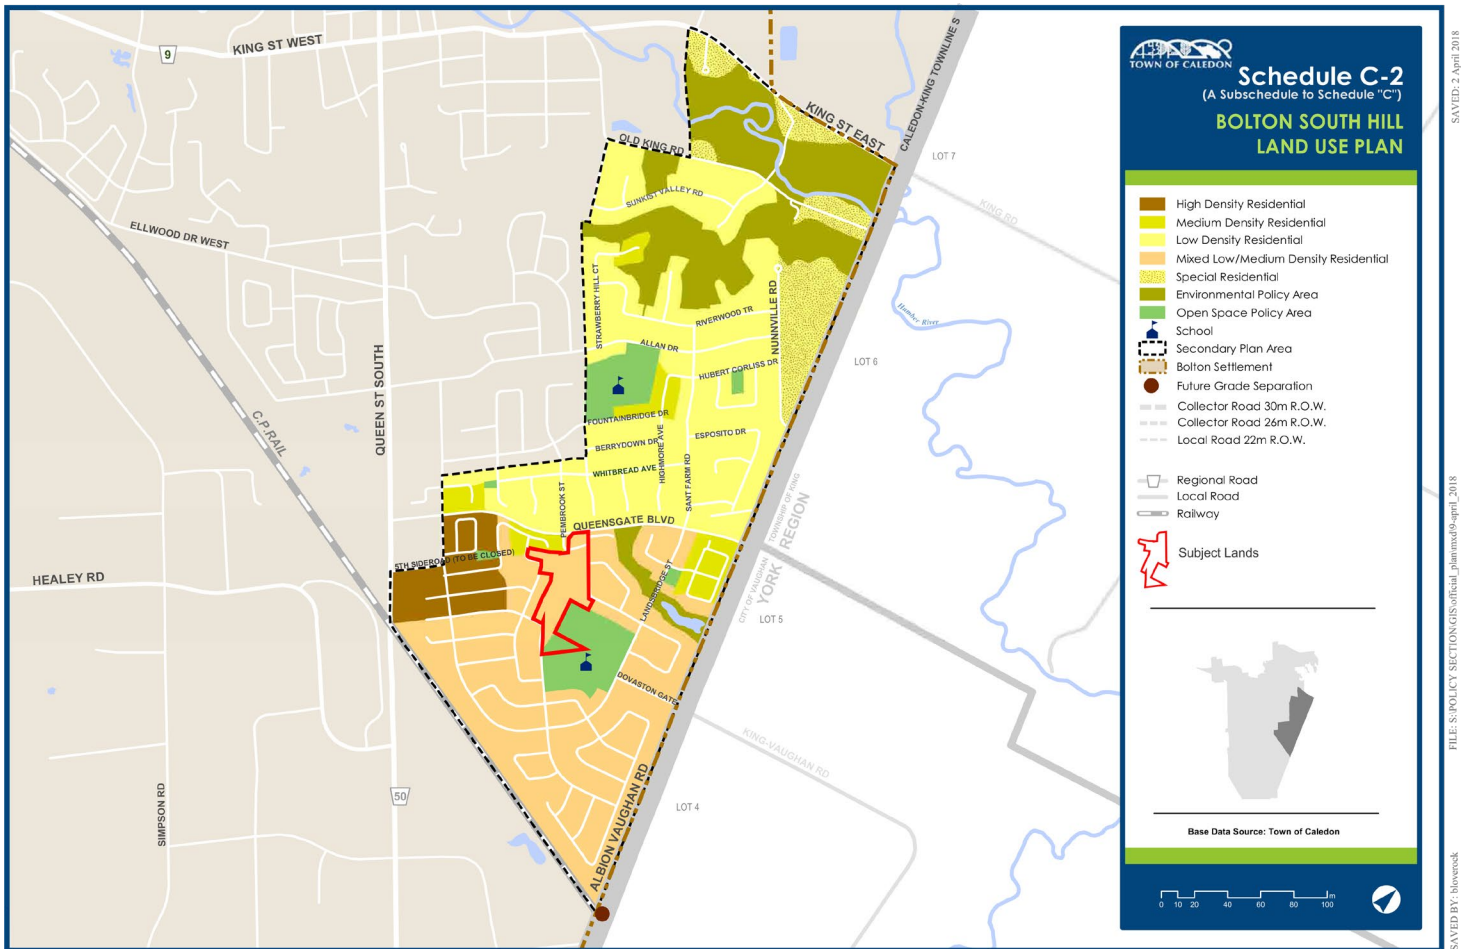 KING ST WEST
9
OLD KING RD
KING ST EAST
CALEDON-KING TOWNLINE S
LOT 7
KING RD
SUNKIST VALLEY RD
ELLWOOD DR WEST
STRAWBERRY HILL CT
NUNNVILLE RD
RIVERWOOD TR
Humber River
ALLAN DR
HUBERT CORLISS DR
LOT 6
QUEEN ST SOUTH
C.P.RAIL
FOUNTAINBRIDGE DR
BERRYDOWN DR
ESPOSITO DR
HIGHMORE AVE
WHITBREAD AVE
SANT FARM RD
PEMBROOK ST
QUEENSGATE BLVD
TOWNSHIP OF KING
CITY OF VAUGHAN
YORK REGION
5TH SIDEROAD (TO BE CLOSED)
HEALEY RD
LANDSBRIDGE ST
LOT 5
DOVASTON GATE
KING-VAUGHAN RD
SIMPSON RD
50
LOT 4
ALBION VAUGHAN RD
TOWN OF CALEDON
Schedule C-2
(A Subschedule to Schedule "C")
BOLTON SOUTH HILL
LAND USE PLAN
High Density Residential
Medium Density Residential
Low Density Residential
Mixed Low/Medium Density Residential
Special Residential
Environmental Policy Area
Open Space Policy Area
School
Secondary Plan Area
Bolton Settlement
Future Grade Separation
Collector Road 30m R.O.W.
Collector Road 26m R.O.W.
Local Road 22m R.O.W.
Regional Road
Local Road
Railway
Subject Lands
Base Data Source: Town of Caledon
m
0 10 20 40 60 80 100
SAVED: 2 April 2018
FILE: S:\POLICY SECTION\GIS\official_plan\mxd\9-april_2018
SAVED BY: bloverock